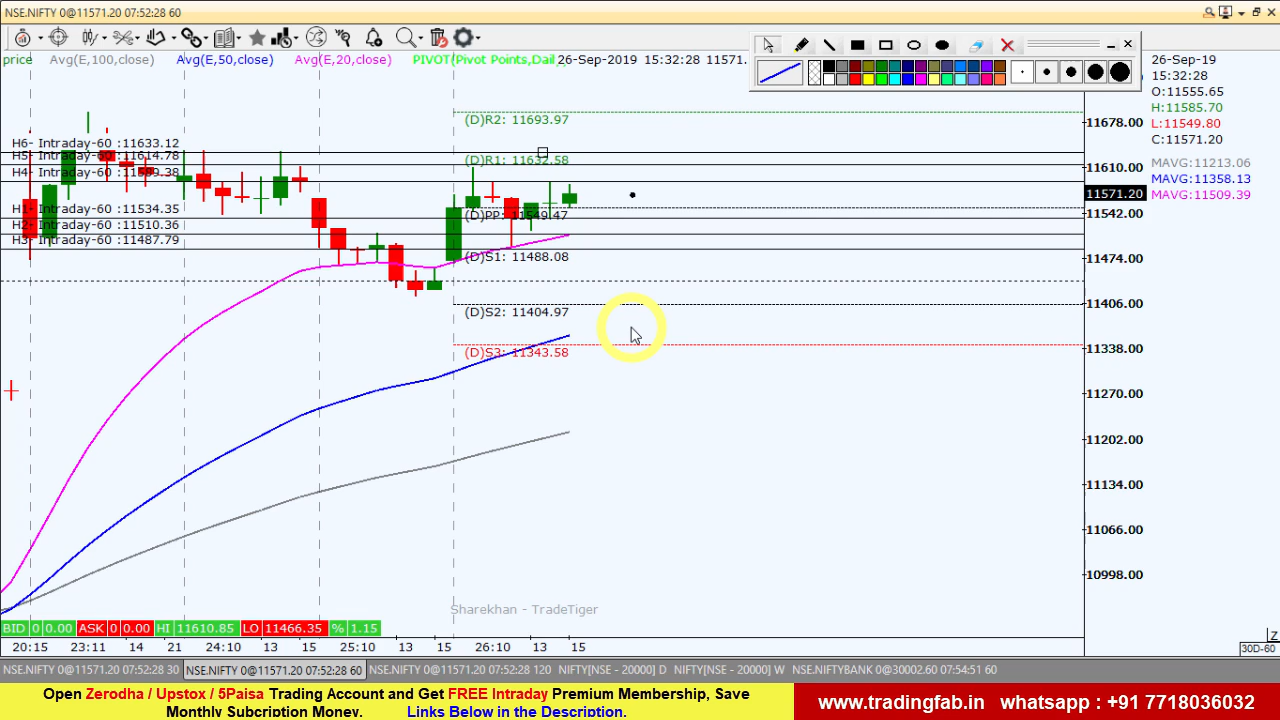 NSE.NIFTY 0@11571.20 07:52:28 60
price Avg(E,100,close) Avg(E,50,close) Avg(E,20,close) PIVOT(Pivot Points,Dail 26-Sep-2019 15:32:28 11571.
26-Sep-19
15:32:28
O:11555.65
H:11585.70
L:11549.80
C:11571.20
MAVG:11213.06
MAVG:11358.13
MAVG:11509.39
(D)R2: 11693.97
H6- Intraday-60 :11633.12
H5- Intraday-60 :11614.78
(D)R1: 11632.58
H4- Intraday-60 :11589.38
H1- Intraday-60 :11534.35
(D)PP: 11549.47
H2- Intraday-60 :11510.36
H3- Intraday-60 :11487.79
(D)S1: 11488.08
(D)S2: 11404.97
(D)S3: 11343.58
11678.00
11610.00
11571.20
11542.00
11474.00
11406.00
11338.00
11270.00
11202.00
11134.00
11066.00
10998.00
Sharekhan - TradeTiger
BID 0 0.00 ASK 0 0.00 HI 11610.85 LO 11466.35 % 1.15
Z
20:15 23:11 14 21 24:10 13 15 25:10 13 15 26:10 13 15
30D-60
NSE.NIFTY 0@11571.20 07:52:28 30 NSE.NIFTY 0@11571.20 07:52:28 60 NSE.NIFTY 0@11571.20 07:52:28 120 NIFTY[NSE - 20000] D NIFTY[NSE - 20000] W NSE.NIFTYBANK 0@30002.60 07:54:51 60
Open Zerodha / Upstox / 5Paisa Trading Account and Get FREE Intraday Premium Membership, Save
Monthly Subcription Money. Links Below in the Description.
www.tradingfab.in whatsapp : +91 7718036032